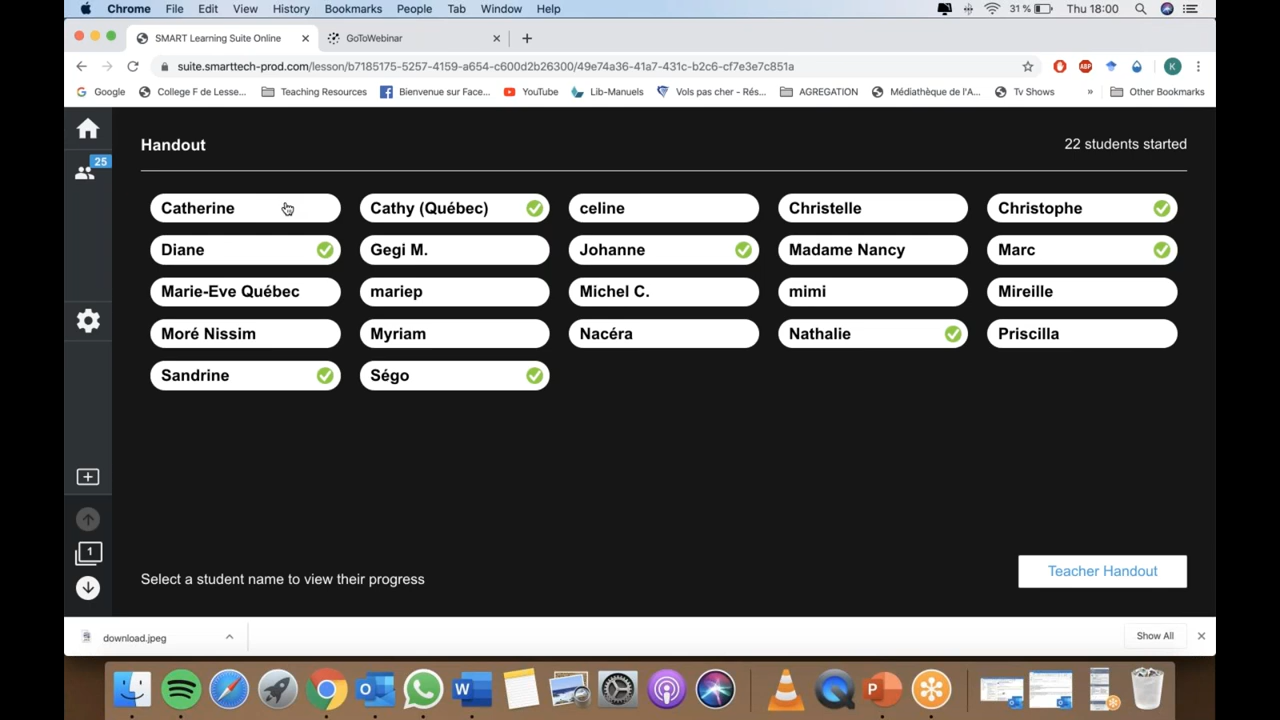 Chrome File Edit View History Bookmarks People Tab Window Help 31 % Thu 18:00
SMART Learning Suite Online GoToWebinar
suite.smarttech-prod.com/lesson/b7185175-5257-4159-a654-c600d2b26300/49e74a36-41a7-431c-b2c6-cf7e3e7c851a K
Google College F de Lesse... Teaching Resources Bienvenue sur Face... YouTube Lib-Manuels Vols pas cher - Rés... AGREGATION Médiathèque de l'A... Tv Shows » Other Bookmarks
Handout 22 students started
25
Catherine Cathy (Québec) celine Christelle Christophe
Diane Gegi M. Johanne Madame Nancy Marc
Marie-Eve Québec mariep Michel C. mimi Mireille
Moré Nissim Myriam Nacéra Nathalie Priscilla
Sandrine Ségo
1
Select a student name to view their progress Teacher Handout
download.jpeg Show All